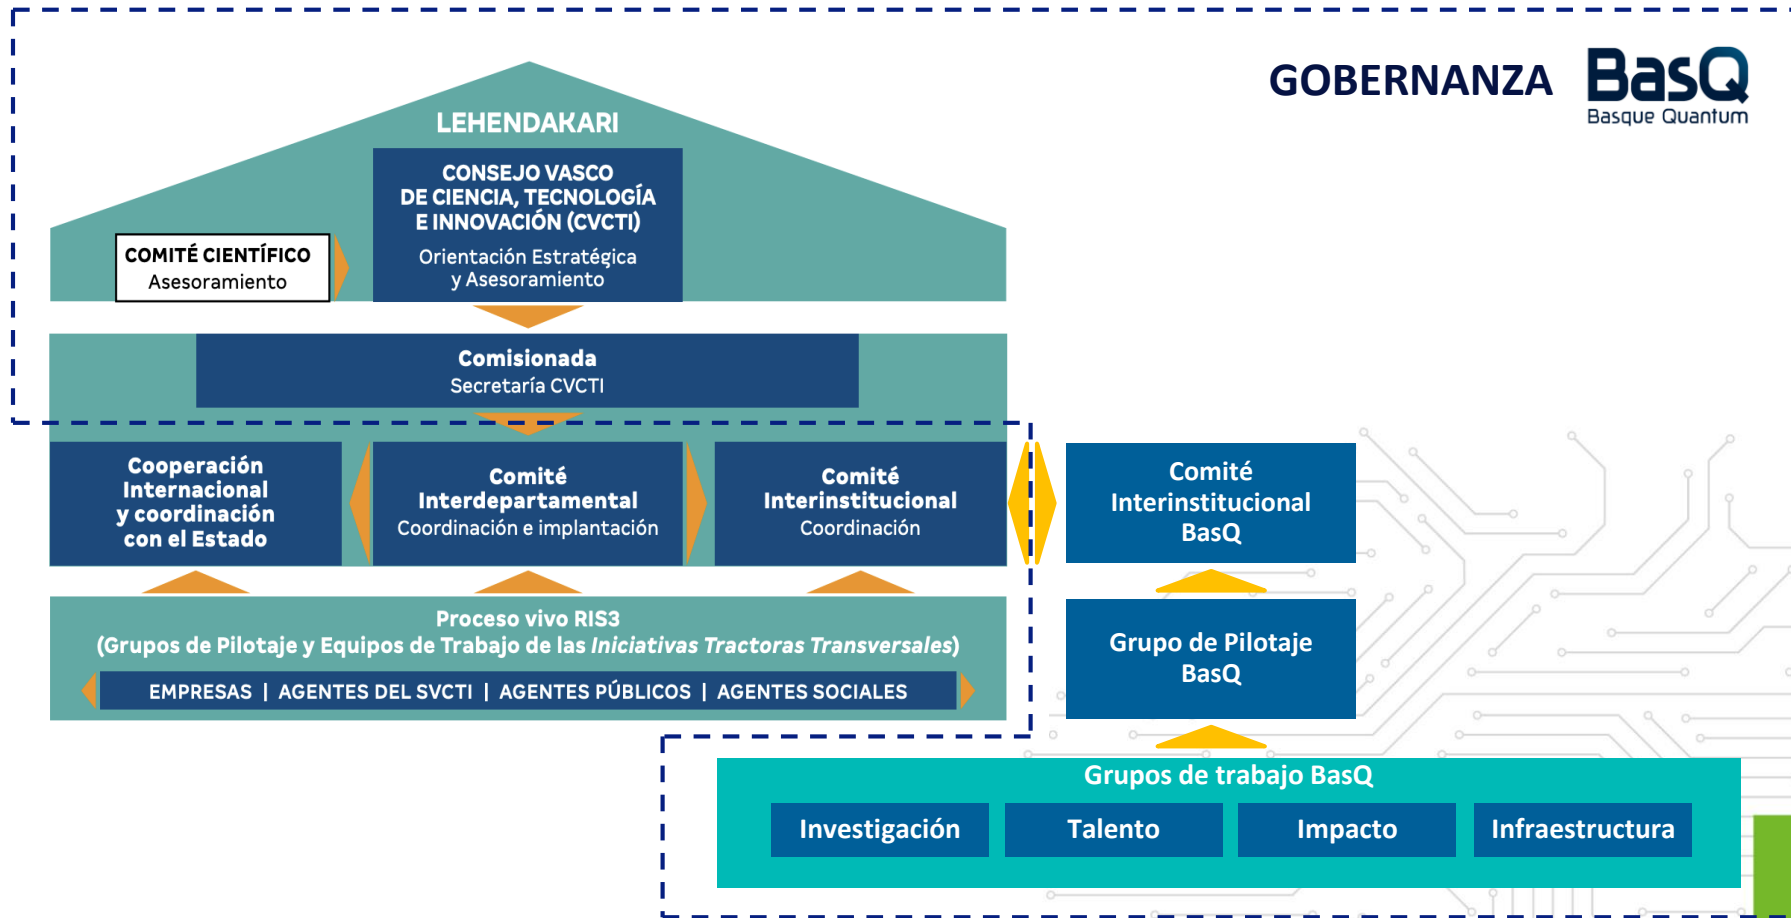 GOBERNANZA
BasQ
Basque Quantum
LEHENDAKARI
CONSEJO VASCO
DE CIENCIA, TECNOLOGÍA
E INNOVACIÓN (CVCTI)
Orientación Estratégica
y Asesoramiento
COMITÉ CIENTÍFICO
Asesoramiento
Comisionada
Secretaría CVCTI
Cooperación
Internacional
y coordinación
con el Estado
Comité
Interdepartamental
Coordinación e implantación
Comité
Interinstitucional
Coordinación
Comité
Interinstitucional
BasQ
Proceso vivo RIS3
(Grupos de Pilotaje y Equipos de Trabajo de las Iniciativas Tractoras Transversales)
EMPRESAS | AGENTES DEL SVCTI | AGENTES PÚBLICOS | AGENTES SOCIALES
Grupo de Pilotaje
BasQ
Grupos de trabajo BasQ
Investigación
Talento
Impacto
Infraestructura